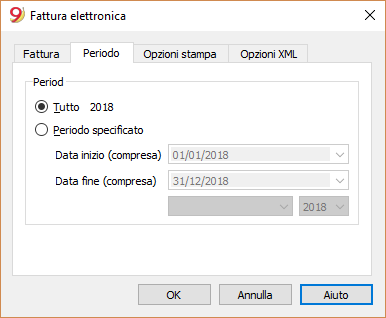 9 Fattura elettronica
Fattura Periodo Opzioni stampa Opzioni XML
Period
Tutto 2018
Periodo specificato
Data inizio (compresa) 01/01/2018
Data fine (compresa) 31/12/2018
2018
OK Annulla Aiuto